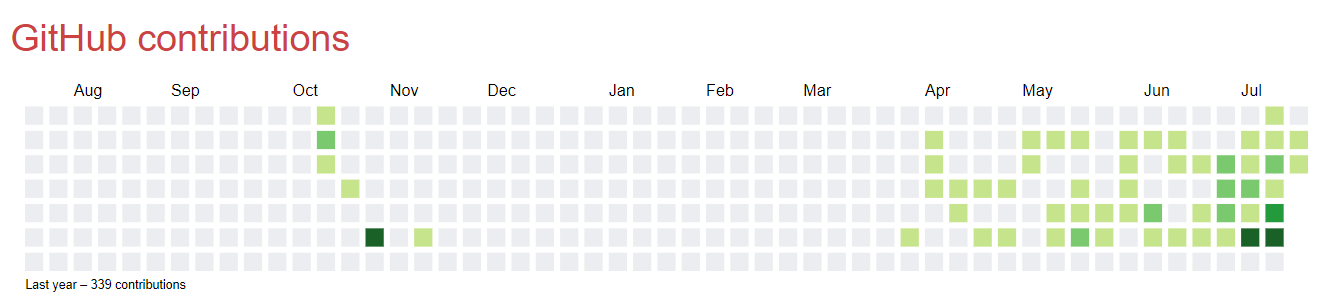 GitHub contributions
Aug Sep Oct Nov Dec Jan Feb Mar Apr May Jun Jul
Last year – 339 contributions